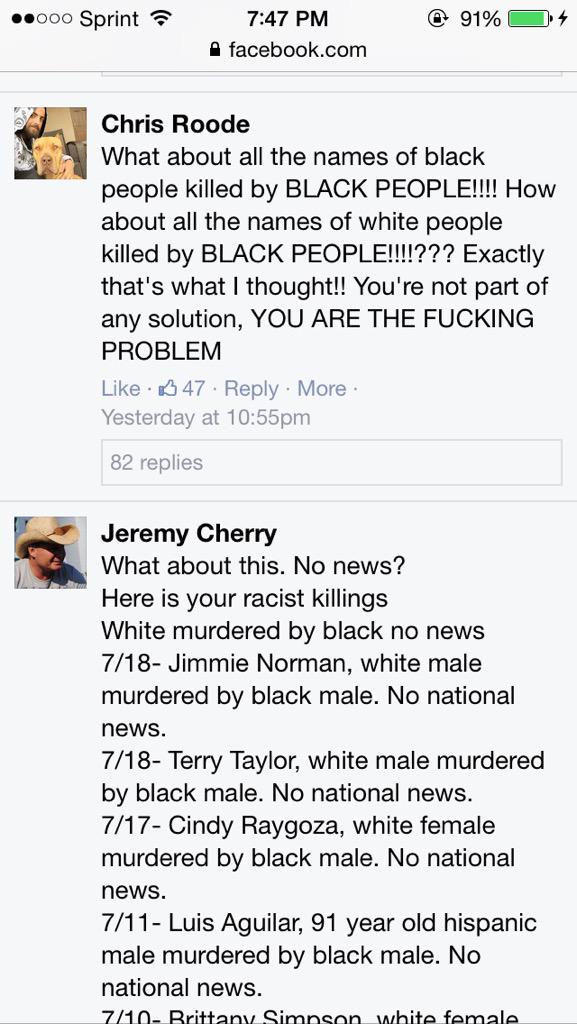 Sprint 7:47 PM 91%
facebook.com
Chris Roode
What about all the names of black
people killed by BLACK PEOPLE!!!! How
about all the names of white people
killed by BLACK PEOPLE!!!!??? Exactly
that's what I thought!! You're not part of
any solution, YOU ARE THE FUCKING
PROBLEM
Like · 47 · Reply · More ·
Yesterday at 10:55pm
82 replies
Jeremy Cherry
What about this. No news?
Here is your racist killings
White murdered by black no news
7/18- Jimmie Norman, white male
murdered by black male. No national
news.
7/18- Terry Taylor, white male murdered
by black male. No national news.
7/17- Cindy Raygoza, white female
murdered by black male. No national
news.
7/11- Luis Aguilar, 91 year old hispanic
male murdered by black male. No
national news.
7/10- Brittany Simpson, white female